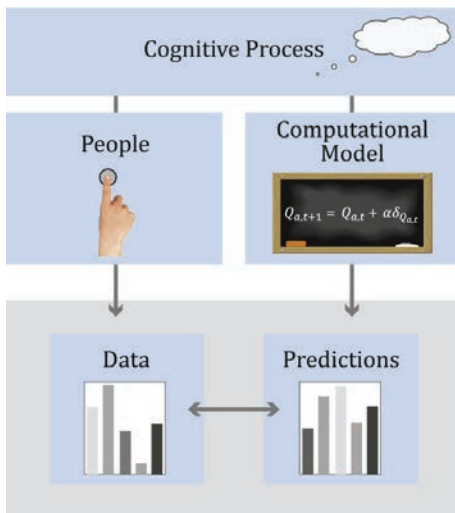 Cognitive Process
People
Computational
Model
Q_{a,t+1} = Q_{a,t} + αδ_{Q_{a,t}}
Data
Predictions